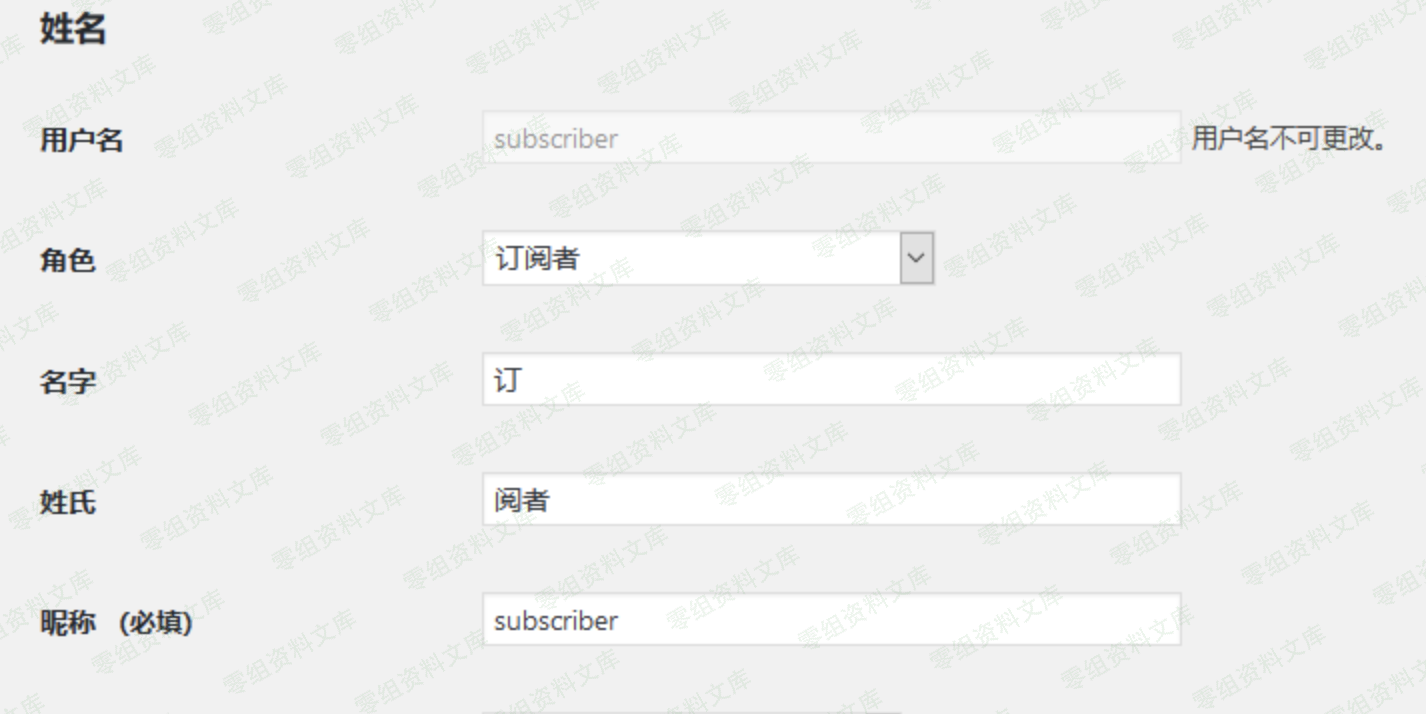 姓名
用户名 subscriber 用户名不可更改。
角色 订阅者
名字 订
姓氏 阅者
昵称 (必填) subscriber
零组资料文库